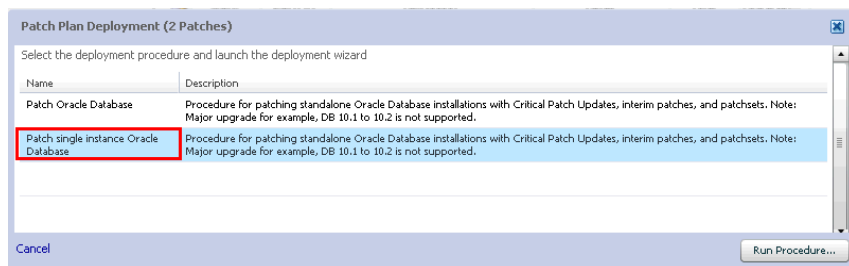 Patch Plan Deployment (2 Patches)
Select the deployment procedure and launch the deployment wizard
Name Description
Patch Oracle Database Procedure for patching standalone Oracle Database installations with Critical Patch Updates, interim patches, and patchsets. Note:
Major upgrade for example, DB 10.1 to 10.2 is not supported.
Patch single instance Oracle Procedure for patching standalone Oracle Database installations with Critical Patch Updates, interim patches, and patchsets. Note:
Database Major upgrade for example, DB 10.1 to 10.2 is not supported.
Cancel Run Procedure...